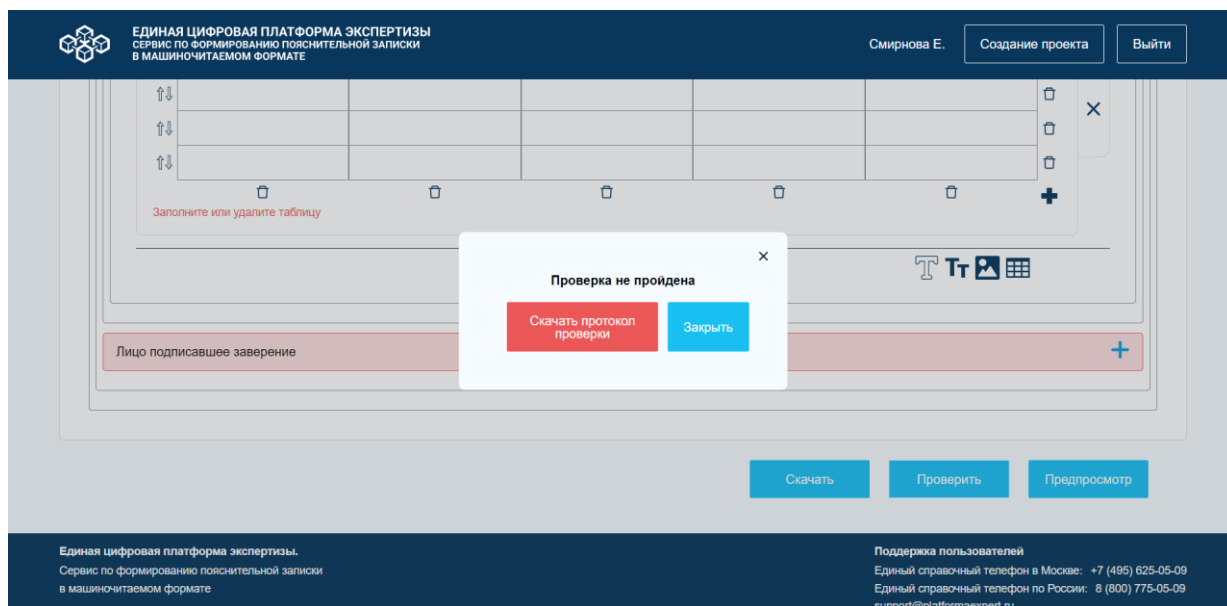 ЕДИНАЯ ЦИФРОВАЯ ПЛАТФОРМА ЭКСПЕРТИЗЫ
СЕРВИС ПО ФОРМИРОВАНИЮ ПОЯСНИТЕЛЬНОЙ ЗАПИСКИ
В МАШИНОЧИТАЕМОМ ФОРМАТЕ
Смирнова Е.
Создание проекта
Выйти
Заполните или удалите таблицу
Проверка не пройдена
Скачать протокол
проверки
Закрыть
Лицо подписавшее заверение
Скачать
Проверить
Предпросмотр
Единая цифровая платформа экспертизы.
Сервис по формированию пояснительной записки
в машиночитаемом формате
Поддержка пользователей
Единый справочный телефон в Москве: +7 (495) 625-05-09
Единый справочный телефон по России: 8 (800) 775-05-09
support@platformaexpert.ru